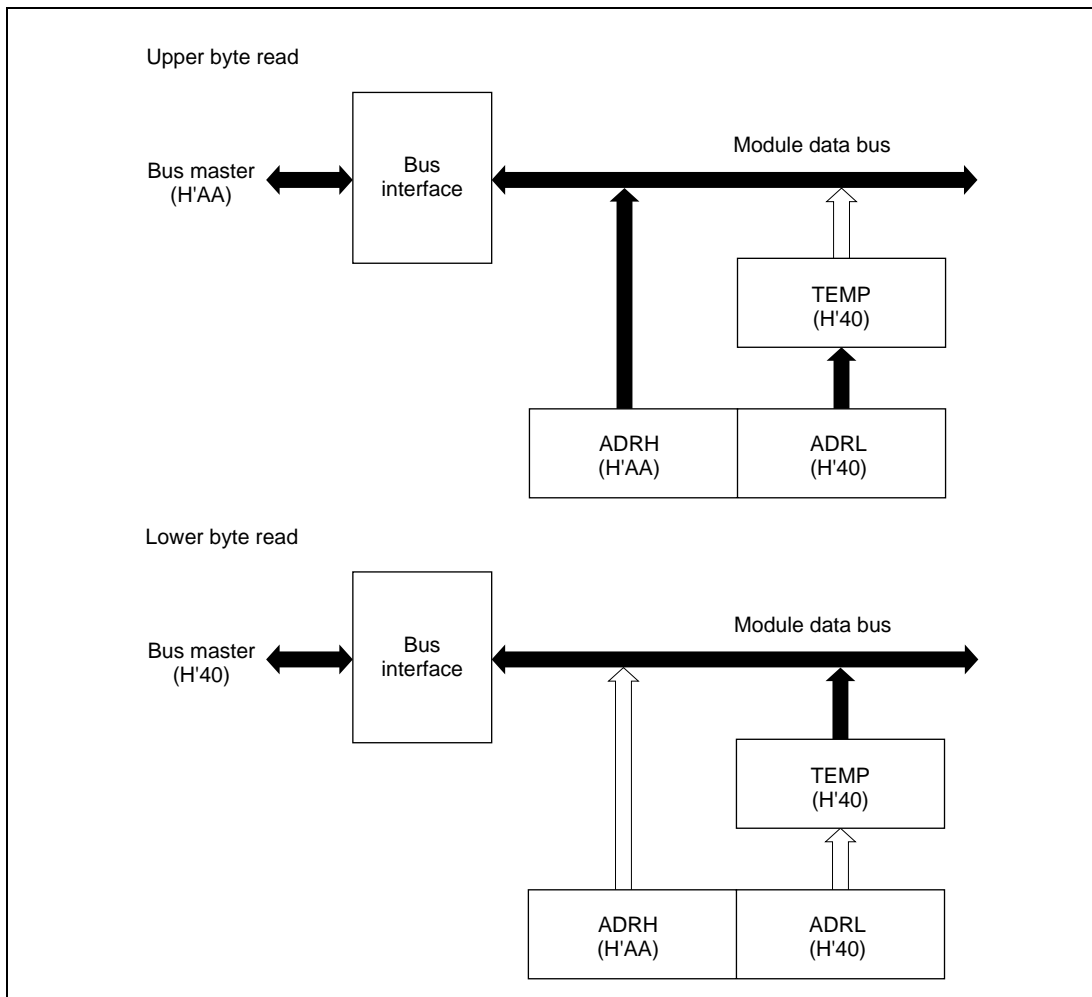 Upper byte read
Module data bus
Bus master
(H'AA)
Bus
interface
TEMP
(H'40)
ADRH
(H'AA)
ADRL
(H'40)
Lower byte read
Module data bus
Bus master
(H'40)
Bus
interface
TEMP
(H'40)
ADRH
(H'AA)
ADRL
(H'40)